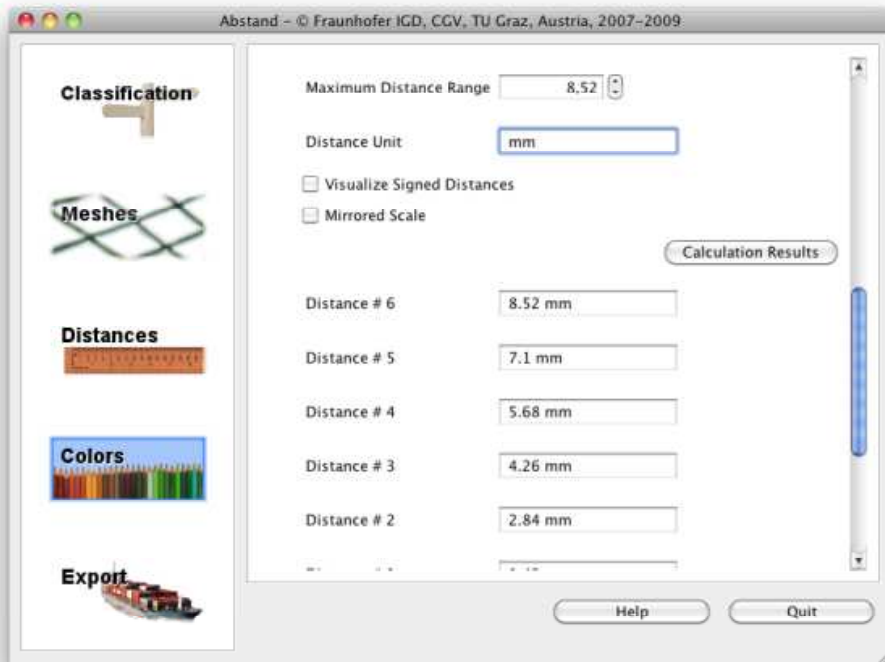 Abstand – © Fraunhofer IGD, CGV, TU Graz, Austria, 2007–2009
Classification
Meshes
Distances
Colors
Export
Maximum Distance Range 8,52
Distance Unit mm
Visualize Signed Distances
Mirrored Scale
Calculation Results
Distance # 6 8.52 mm
Distance # 5 7.1 mm
Distance # 4 5.68 mm
Distance # 3 4.26 mm
Distance # 2 2.84 mm
Help Quit